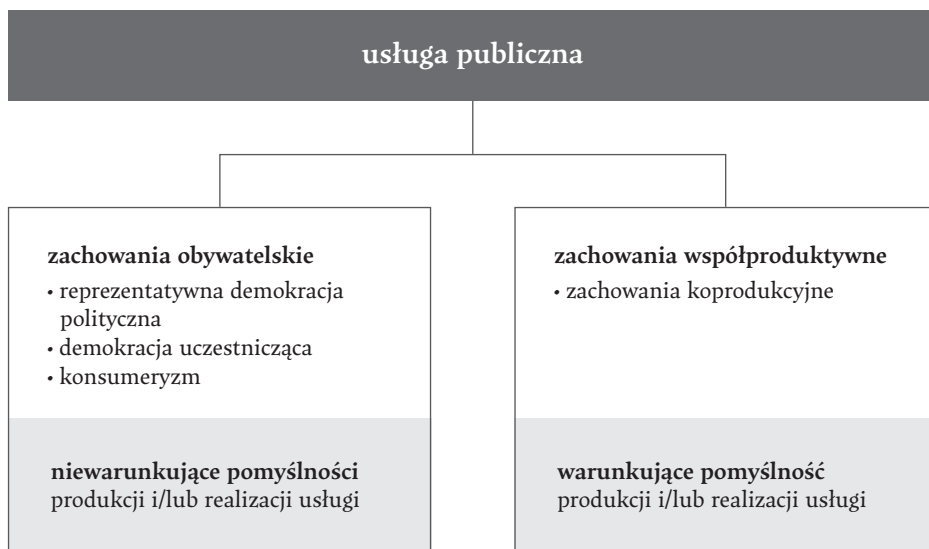 usługa publiczna
zachowania obywatelskie
• reprezentatywna demokracja
polityczna
• demokracja uczestnicząca
• konsumeryzm
niewarunkujące pomyślności
produkcji i/lub realizacji usługi
zachowania współproduktywne
• zachowania koprodukcyjne
warunkujące pomyślność
produkcji i/lub realizacji usługi